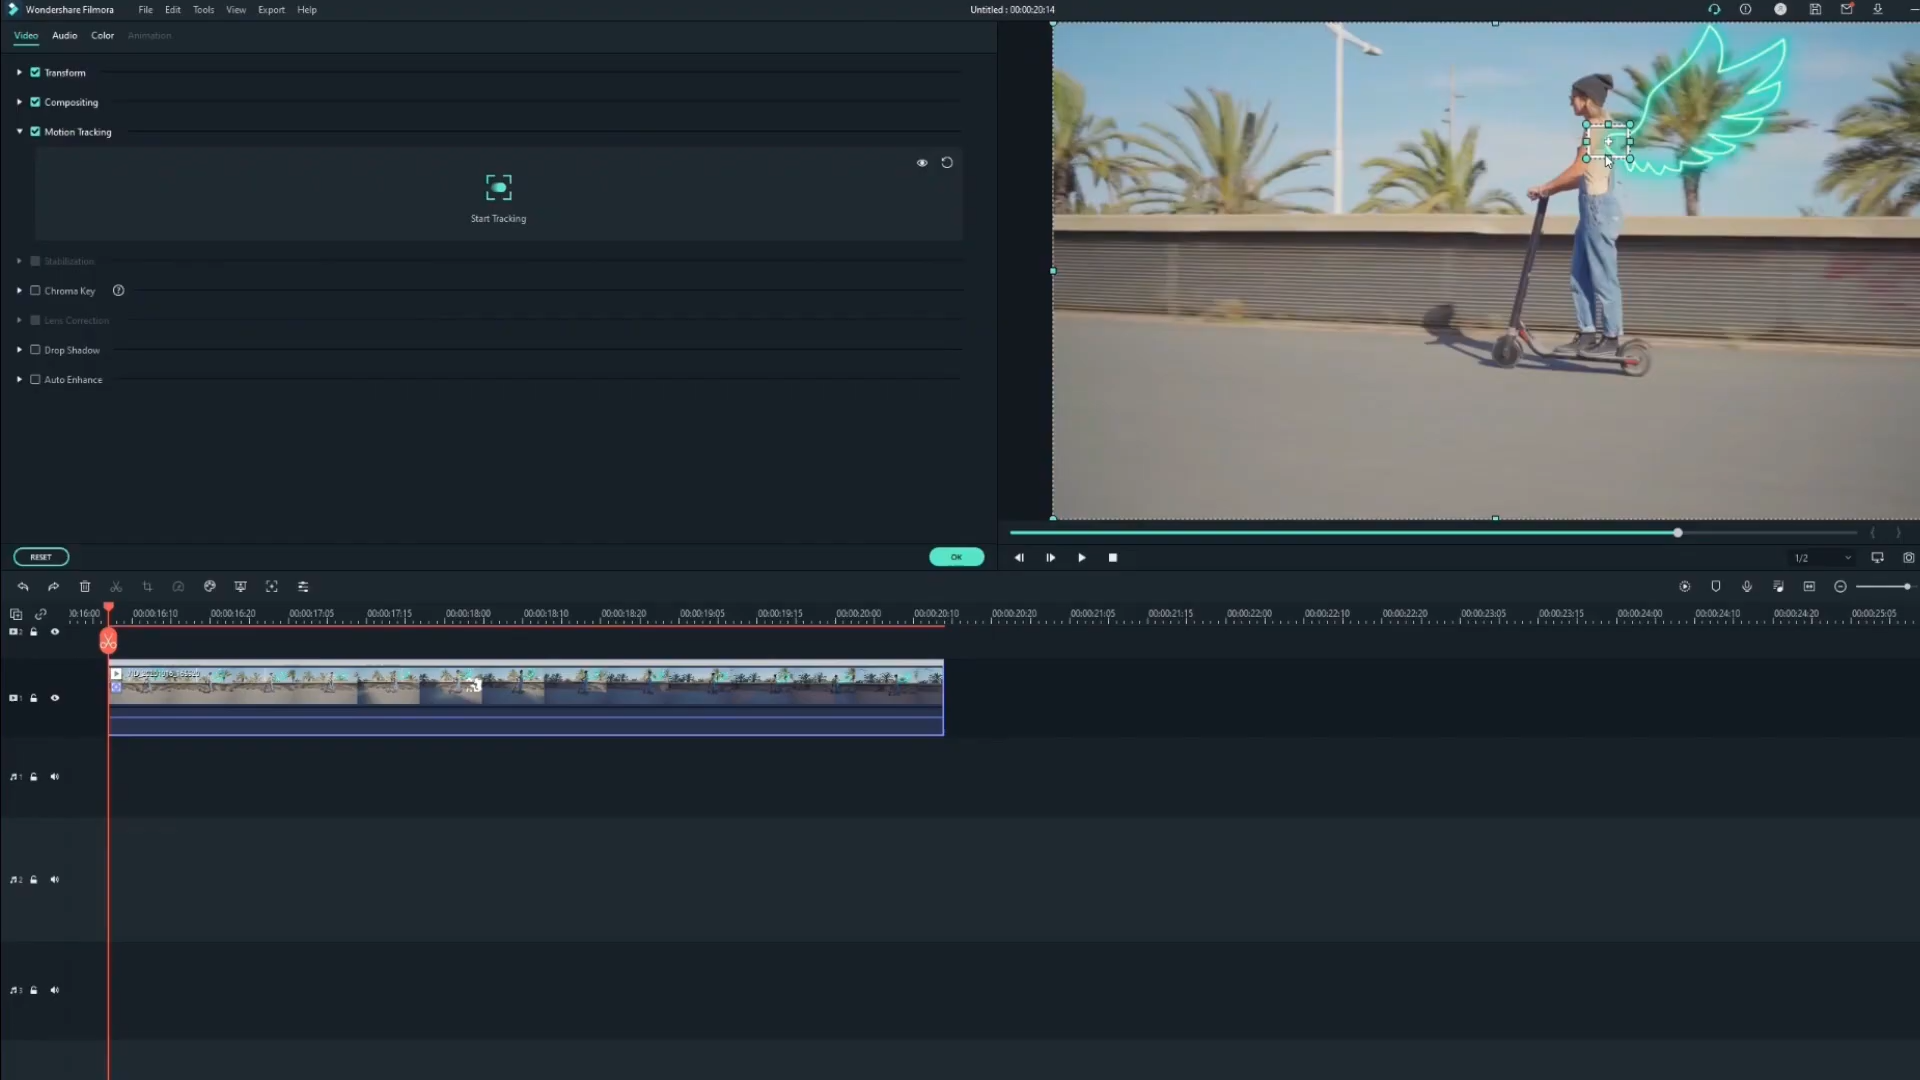 Wondershare Filmora File Edit Tools View Export Help Untitled : 00:00:20:14
Video Audio Color Animation
Transform
Compositing
Motion Tracking
Start Tracking
Stabilization
Chroma Key
Lens Correction
Drop Shadow
Auto Enhance
RESET OK 1/2
00:00:16:10 00:00:16:20 00:00:17:05 00:00:17:15 00:00:18:00 00:00:18:10 00:00:18:20 00:00:19:05 00:00:19:15 00:00:20:00 00:00:20:10 00:00:20:20 00:00:21:05 00:00:21:15 00:00:22:00 00:00:22:10 00:00:22:20 00:00:23:05 00:00:23:15 00:00:24:00 00:00:24:10 00:00:24:20 00:00:25:05
2
1
1
2
3